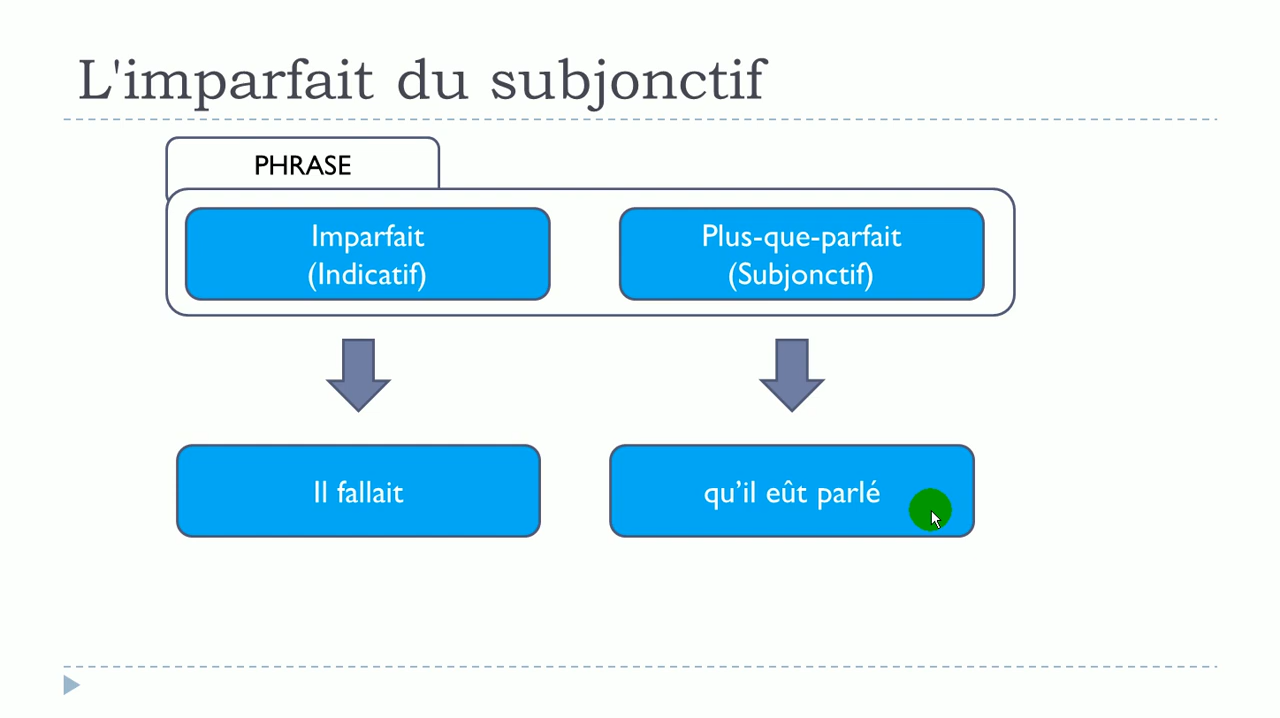 L'imparfait du subjonctif
PHRASE
Imparfait
(Indicatif)
Plus-que-parfait
(Subjonctif)
Il fallait
qu’il eût parlé